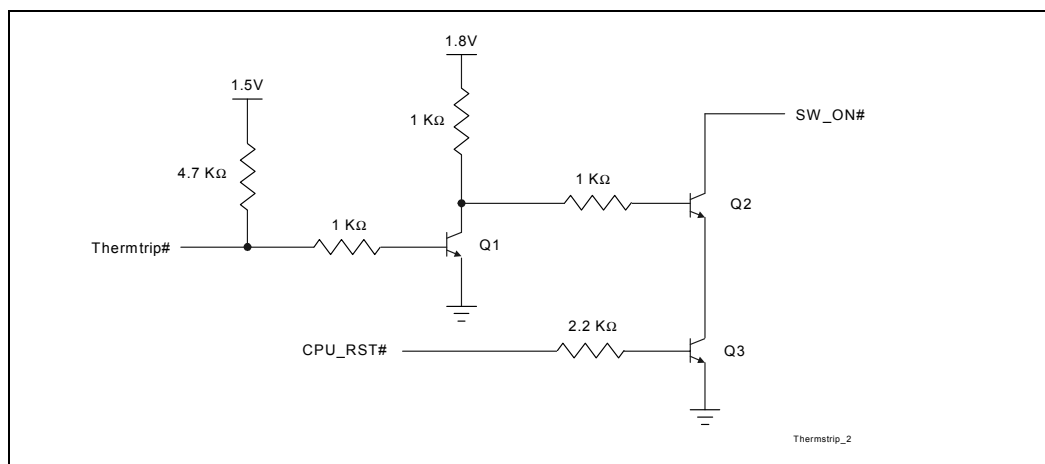 1.8V
1.5V
1 KΩ
SW_ON#
4.7 KΩ
1 KΩ
Q2
1 KΩ
Thermtrip#
Q1
2.2 KΩ
CPU_RST#
Q3
Thermstrip_2